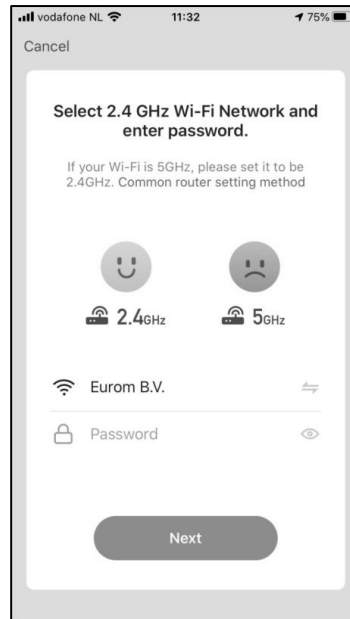 vodafone NL 11:32 75%
Cancel
Select 2.4 GHz Wi-Fi Network and
enter password.
If your Wi-Fi is 5GHz, please set it to be
2.4GHz. Common router setting method
2.4GHz 5GHz
Eurom B.V.
Password
Next